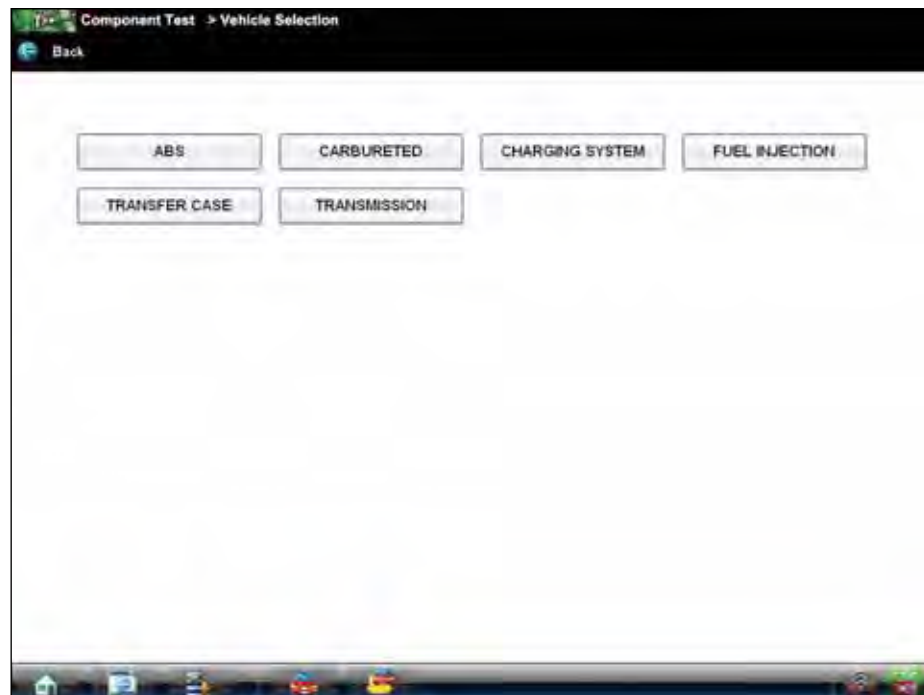 Component Test > Vehicle Selection
Back
ABS CARBURETED CHARGING SYSTEM FUEL INJECTION
TRANSFER CASE TRANSMISSION